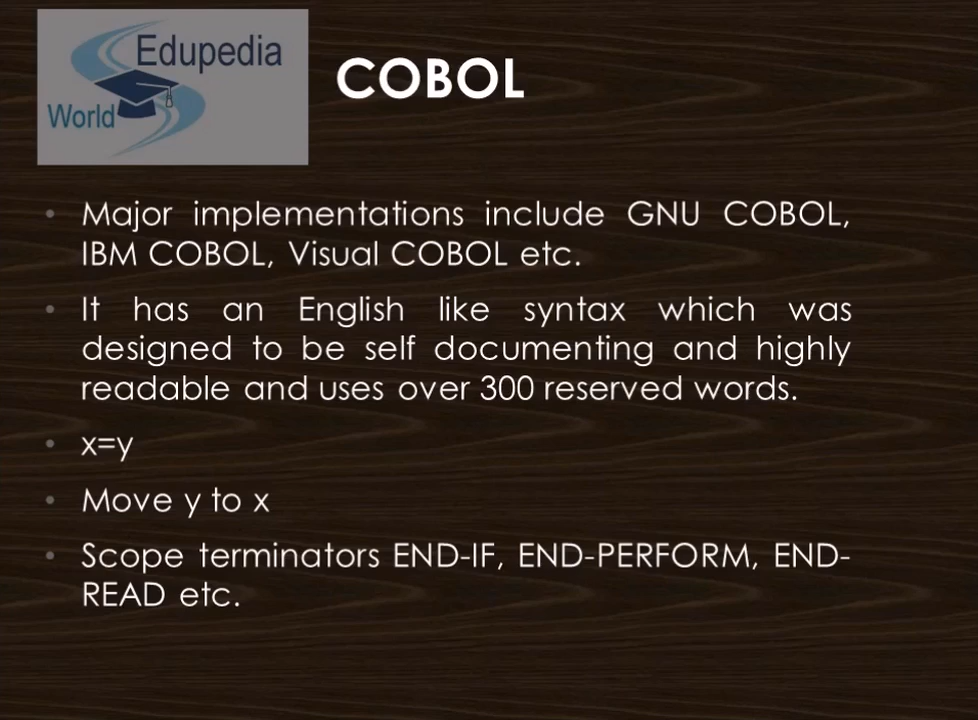 Edupedia
World
COBOL
• Major implementations include GNU COBOL,
IBM COBOL, Visual COBOL etc.
• It has an English like syntax which was
designed to be self documenting and highly
readable and uses over 300 reserved words.
• x=y
• Move y to x
• Scope terminators END-IF, END-PERFORM, END-
READ etc.